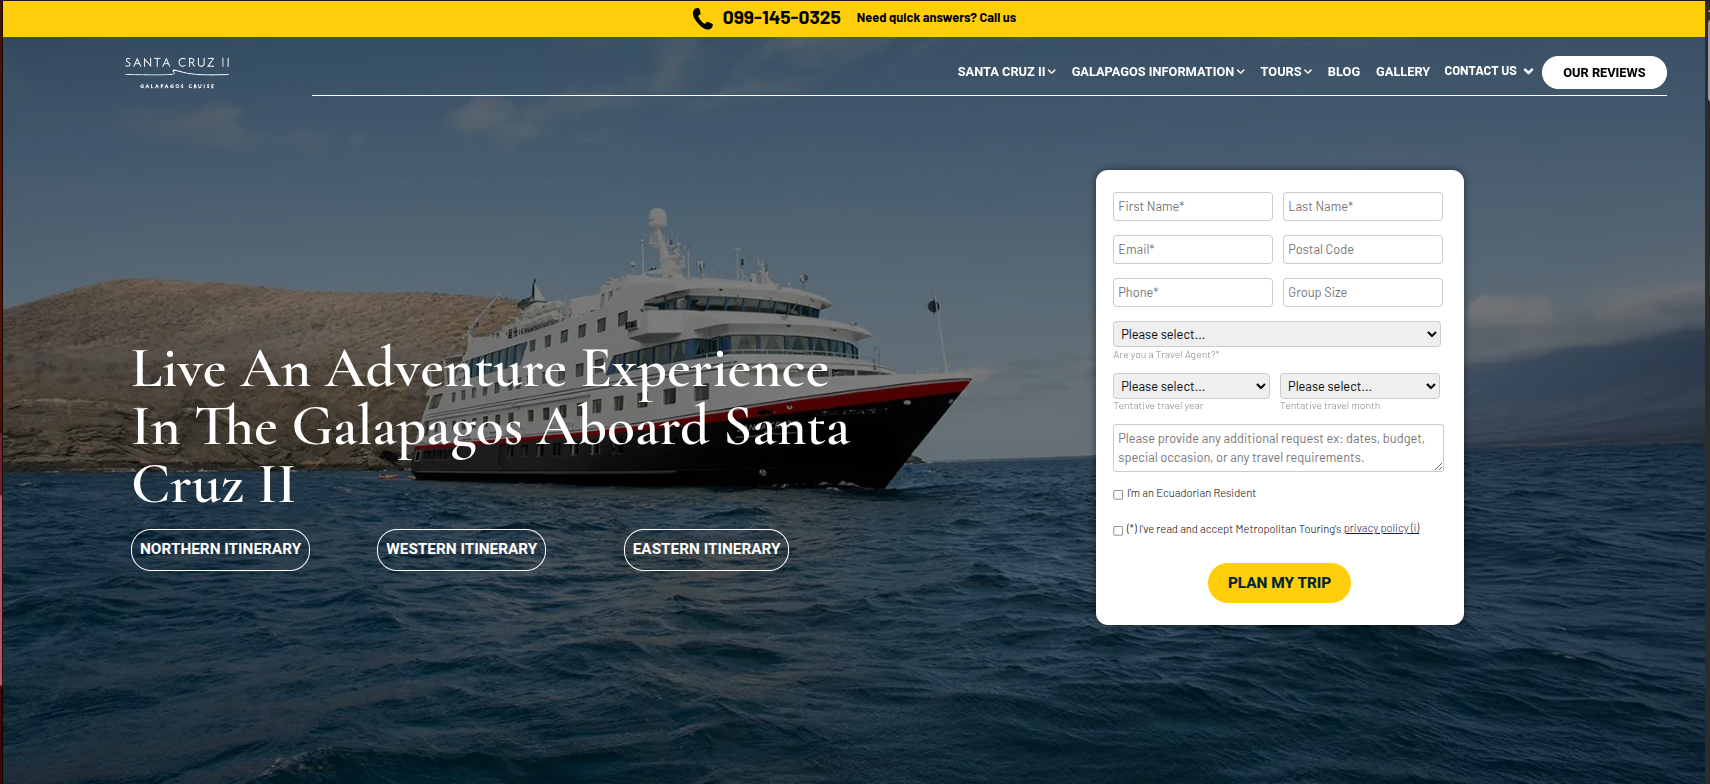 099-145-0325 Need quick answers? Call us
SANTA CRUZ II
GALAPAGOS CRUISE
SANTA CRUZ II GALAPAGOS INFORMATION TOURS BLOG GALLERY CONTACT US OUR REVIEWS
Live An Adventure Experience
In The Galapagos Aboard Santa
Cruz II
NORTHERN ITINERARY WESTERN ITINERARY EASTERN ITINERARY
First Name* Last Name*
Email* Postal Code
Phone* Group Size
Please select...
Are you a Travel Agent?*
Please select... Please select...
Tentative travel year Tentative travel month
Please provide any additional request ex: dates, budget,
special occasion, or any travel requirements.
I'm an Ecuadorian Resident
(*) I've read and accept Metropolitan Touring's privacy policy (i)
PLAN MY TRIP